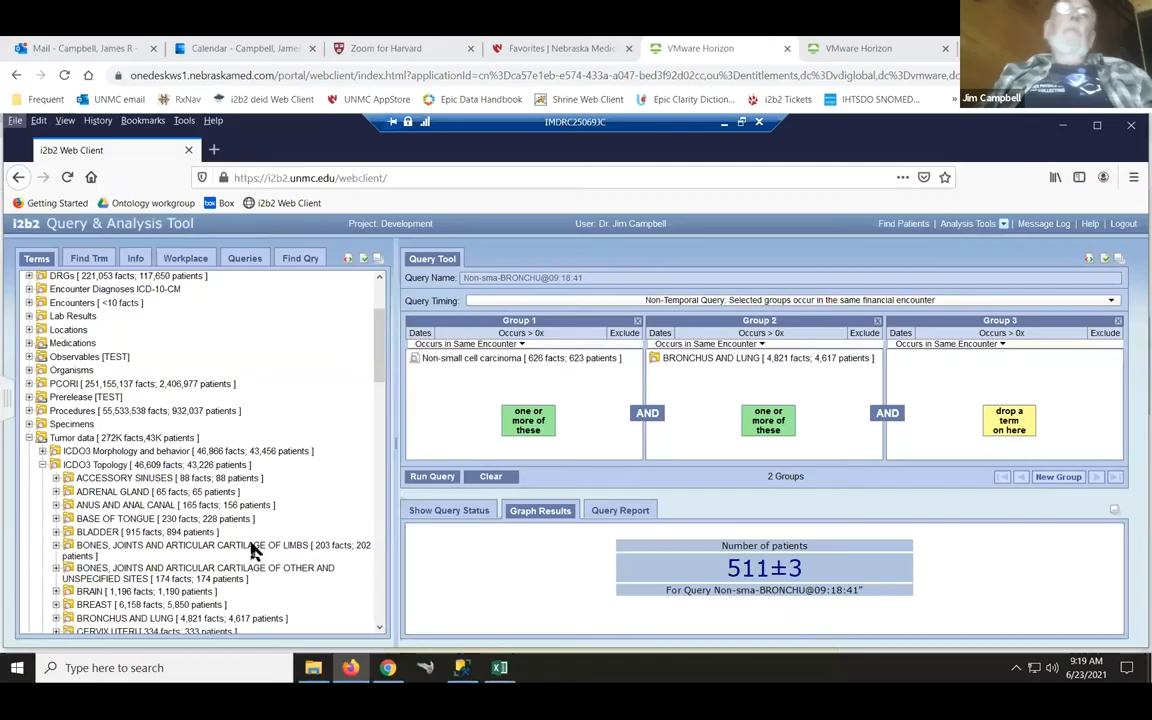 Mail - Campbell, James R -
Calendar - Campbell, James
Zoom for Harvard
Favorites | Nebraska Medic
VMware Horizon
VMware Horizon
onedeskws1.nebraskamed.com/portal/webclient/index.html?applicationId=cn%3Dca57e1eb-e574-433a-a047-bed3f92d02cc,ou%3Dentitlements,dc%3Dvdiglobal,dc%3Dvmware,dc
Frequent
UNMC email
RxNav
i2b2 deid Web Client
UNMC AppStore
Epic Data Handbook
Shrine Web Client
Epic Clarity Diction...
i2b2 Tickets
IHTSDO SNOMED...
Jim Campbell
File Edit View History Bookmarks Tools Help
IMDRC25069JC
i2b2 Web Client
https://i2b2.unmc.edu/webclient/
Getting Started
Ontology workgroup
box Box
i2b2 Web Client
i2b2 Query & Analysis Tool
Project: Development
User: Dr. Jim Campbell
Find Patients | Analysis Tools | Message Log | Help | Logout
Terms
Find Trm
Info
Workplace
Queries
Find Qry
DRGs [ 221,053 facts; 117,650 patients ]
Encounter Diagnoses ICD-10-CM
Encounters [ <10 facts ]
Lab Results
Locations
Medications
Observables [TEST]
Organisms
PCORI [ 251,155,137 facts; 2,406,977 patients ]
Prerelease [TEST]
Procedures [ 55,533,538 facts; 932,037 patients ]
Specimens
Tumor data [ 272K facts,43K patients ]
ICDO3 Morphology and behavior [ 46,866 facts; 43,456 patients ]
ICDO3 Topology [ 46,609 facts; 43,226 patients ]
ACCESSORY SINUSES [ 88 facts; 88 patients ]
ADRENAL GLAND [ 65 facts; 65 patients ]
ANUS AND ANAL CANAL [ 165 facts; 156 patients ]
BASE OF TONGUE [ 230 facts; 228 patients ]
BLADDER [ 915 facts; 894 patients ]
BONES, JOINTS AND ARTICULAR CARTILAGE OF LIMBS [ 203 facts; 202
patients ]
BONES, JOINTS AND ARTICULAR CARTILAGE OF OTHER AND
UNSPECIFIED SITES [ 174 facts; 174 patients ]
BRAIN [ 1,196 facts; 1,190 patients ]
BREAST [ 6,158 facts; 5,850 patients ]
BRONCHUS AND LUNG [ 4,821 facts; 4,617 patients ]
CERVIX UTERI [ 334 facts; 333 patients ]
Query Tool
Query Name: Non-sma-BRONCHU@09:18:41
Query Timing: Non-Temporal Query: Selected groups occur in the same financial encounter
Group 1
Group 2
Group 3
Dates Occurs > 0x Exclude
Dates Occurs > 0x Exclude
Dates Occurs > 0x Exclude
Occurs in Same Encounter
Occurs in Same Encounter
Occurs in Same Encounter
Non-small cell carcinoma [ 626 facts; 623 patients ]
BRONCHUS AND LUNG [ 4,821 facts; 4,617 patients ]
one or
more of
these
AND
one or
more of
these
AND
drop a
term
on here
Run Query
Clear
2 Groups
New Group
Show Query Status
Graph Results
Query Report
Number of patients
511±3
For Query Non-sma-BRONCHU@09:18:41"
Type here to search
9:19 AM
6/23/2021